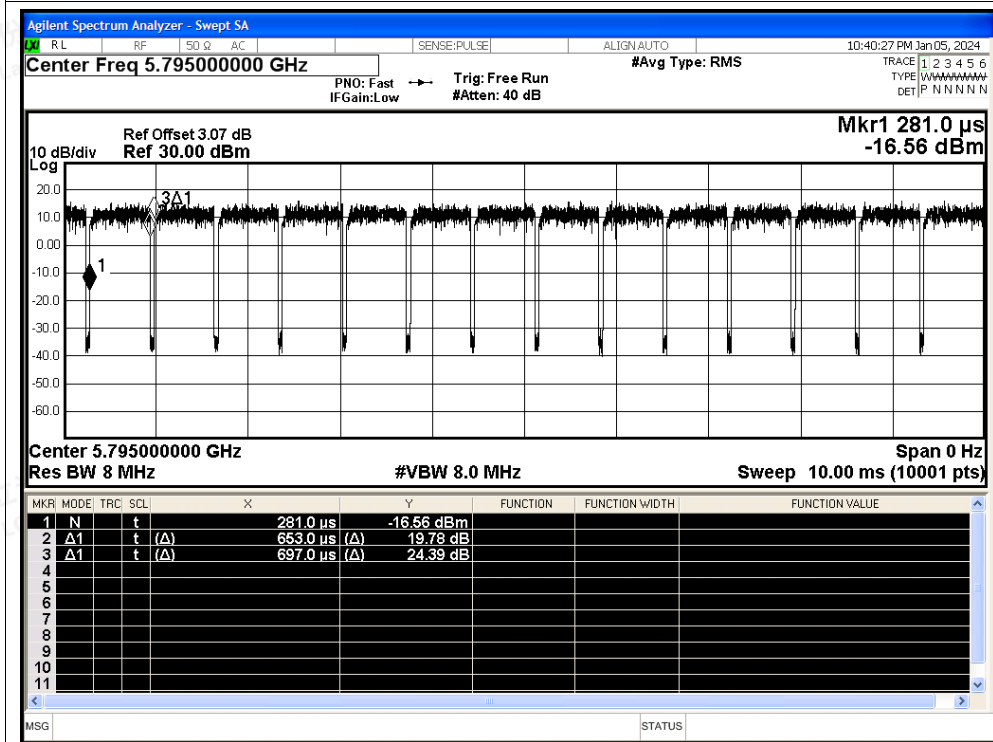 Agilent Spectrum Analyzer - Swept SA
LXI RL RF 50 Ω AC SENSE:PULSE ALIGN AUTO 10:40:27 PM Jan 05, 2024
Center Freq 5.795000000 GHz #Avg Type: RMS TRACE 1 2 3 4 5 6
PNO: Fast Trig: Free Run TYPE WWWWWW
IFGain:Low #Atten: 40 dB DET P N N N N N
Mkr1 281.0 µs
Ref Offset 3.07 dB
10 dB/div Ref 30.00 dBm -16.56 dBm
Log
20.0
3Δ1
10.0
0.00
1
-10.0
-20.0
-30.0
-40.0
-50.0
-60.0
Center 5.795000000 GHz Span 0 Hz
Res BW 8 MHz #VBW 8.0 MHz Sweep 10.00 ms (10001 pts)
MKR MODE TRC SCL X Y FUNCTION FUNCTION WIDTH FUNCTION VALUE
1 N t 281.0 µs -16.56 dBm
2 Δ1 t (Δ) 653.0 µs (Δ) 19.78 dB
3 Δ1 t (Δ) 697.0 µs (Δ) 24.39 dB
4
5
6
7
8
9
10
11
MSG STATUS